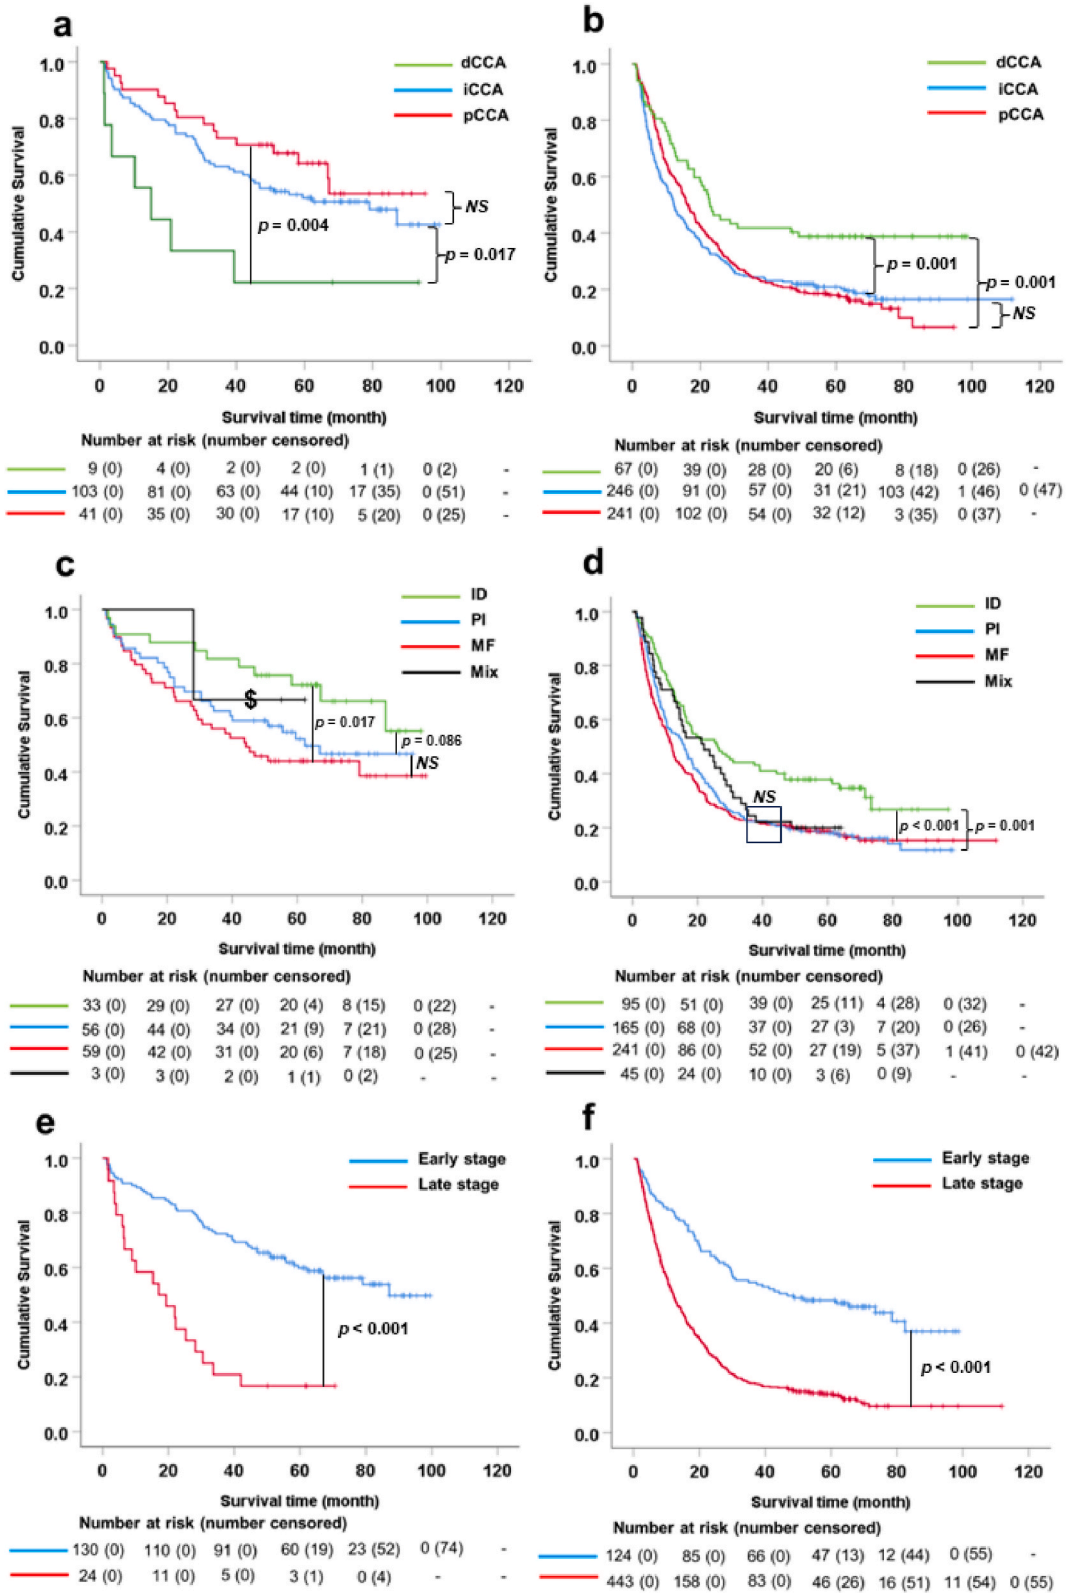 a
1.0
0.8
0.6
0.4
0.2
0.0
Cumulative Survival
dCCA
iCCA
pCCA
NS
p = 0.004
p = 0.017
0 20 40 60 80 100 120
Survival time (month)
Number at risk (number censored)
9 (0) 4 (0) 2 (0) 2 (0) 1 (1) 0 (2) -
103 (0) 81 (0) 63 (0) 44 (10) 17 (35) 0 (51) -
41 (0) 35 (0) 30 (0) 17 (10) 5 (20) 0 (25) -
b
1.0
0.8
0.6
0.4
0.2
0.0
Cumulative Survival
dCCA
iCCA
pCCA
p = 0.001
p = 0.001
NS
0 20 40 60 80 100 120
Survival time (month)
Number at risk (number censored)
67 (0) 39 (0) 28 (0) 20 (6) 8 (18) 0 (26) -
246 (0) 91 (0) 57 (0) 31 (21) 103 (42) 1 (46) 0 (47)
241 (0) 102 (0) 54 (0) 32 (12) 3 (35) 0 (37) -
c
1.0
0.8
0.6
0.4
0.2
0.0
Cumulative Survival
ID
PI
MF
Mix
$
p = 0.017
p = 0.086
NS
0 20 40 60 80 100 120
Survival time (month)
Number at risk (number censored)
33 (0) 29 (0) 27 (0) 20 (4) 8 (15) 0 (22) -
56 (0) 44 (0) 34 (0) 21 (9) 7 (21) 0 (28) -
59 (0) 42 (0) 31 (0) 20 (6) 7 (18) 0 (25) -
3 (0) 3 (0) 2 (0) 1 (1) 0 (2) - -
d
1.0
0.8
0.6
0.4
0.2
0.0
Cumulative Survival
ID
PI
MF
Mix
NS
p < 0.001
p = 0.001
0 20 40 60 80 100 120
Survival time (month)
Number at risk (number censored)
95 (0) 51 (0) 39 (0) 25 (11) 4 (28) 0 (32) -
165 (0) 68 (0) 37 (0) 27 (3) 7 (20) 0 (26) -
241 (0) 86 (0) 52 (0) 27 (19) 5 (37) 1 (41) 0 (42)
45 (0) 24 (0) 10 (0) 3 (6) 0 (9) - -
e
1.0
0.8
0.6
0.4
0.2
0.0
Cumulative Survival
Early stage
Late stage
p < 0.001
0 20 40 60 80 100 120
Survival time (month)
Number at risk (number censored)
130 (0) 110 (0) 91 (0) 60 (19) 23 (52) 0 (74) -
24 (0) 11 (0) 5 (0) 3 (1) 0 (4) - -
f
1.0
0.8
0.6
0.4
0.2
0.0
Cumulative Survival
Early stage
Late stage
p < 0.001
0 20 40 60 80 100 120
Survival time (month)
Number at risk (number censored)
124 (0) 85 (0) 66 (0) 47 (13) 12 (44) 0 (55) -
443 (0) 158 (0) 83 (0) 46 (26) 16 (51) 11 (54) 0 (55)